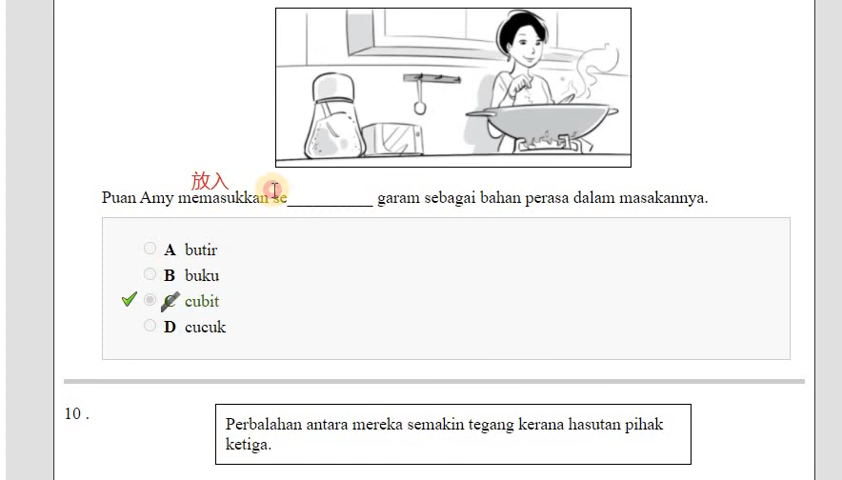 放入
Puan Amy memasukkan se__________ garam sebagai bahan perasa dalam masakannya.
A butir
B buku
C cubit
D cucuk
10 .
Perbalahan antara mereka semakin tegang kerana hasutan pihak
ketiga.